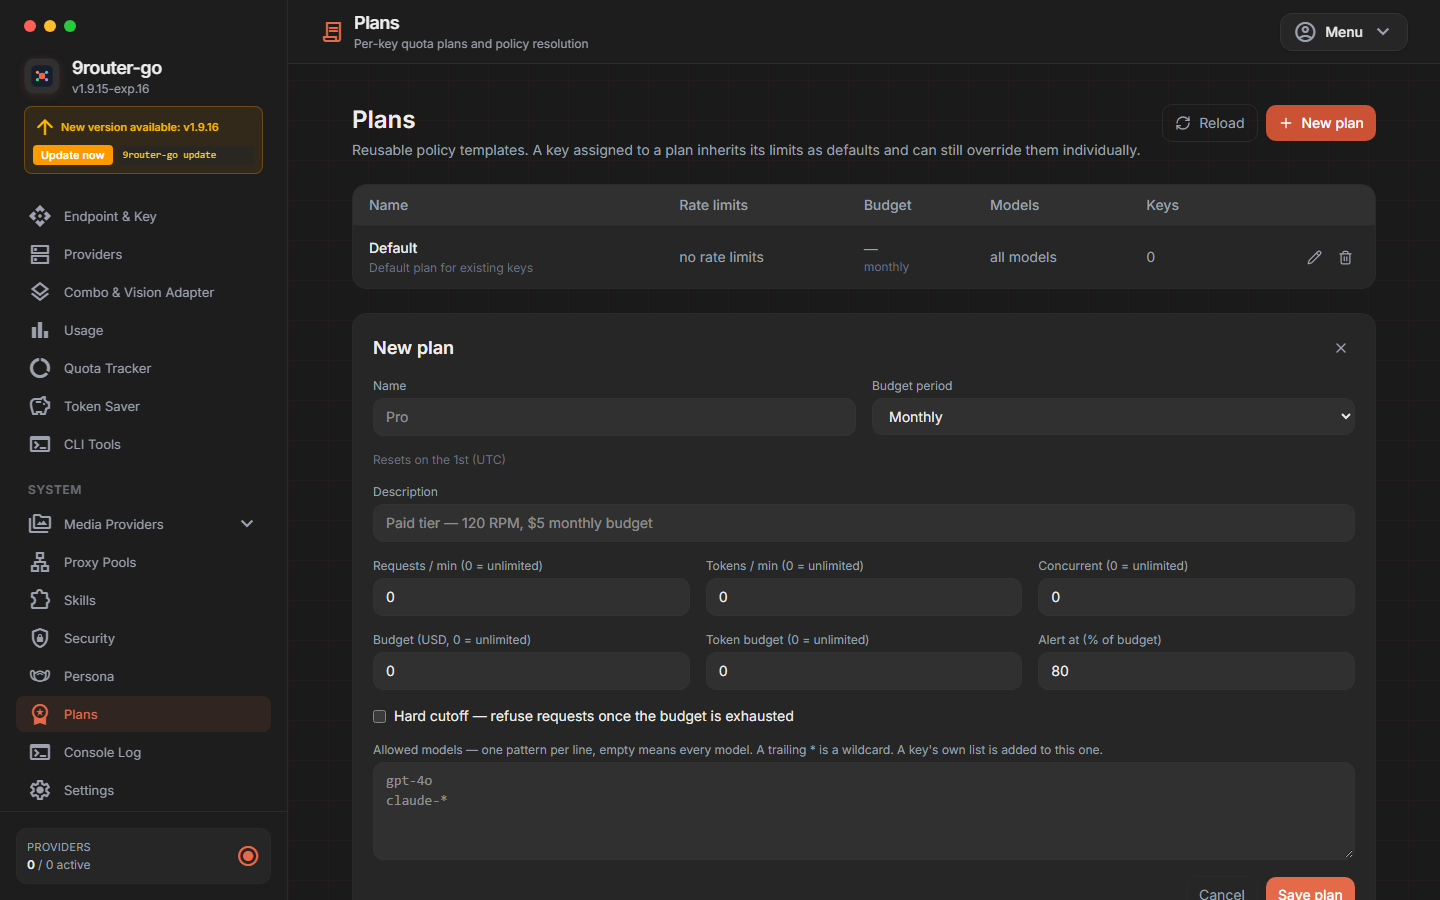 9router-go
v1.9.15-exp.16
New version available: v1.9.16
Update now
9router-go update
Endpoint & Key
Providers
Combo & Vision Adapter
Usage
Quota Tracker
Token Saver
CLI Tools
SYSTEM
Media Providers
Proxy Pools
Skills
Security
Persona
Plans
Console Log
Settings
PROVIDERS
0 / 0 active
Plans
Per-key quota plans and policy resolution
Menu
Plans
Reusable policy templates. A key assigned to a plan inherits its limits as defaults and can still override them individually.
Reload
+ New plan
Name Rate limits Budget Models Keys
Default
Default plan for existing keys
no rate limits
—
monthly
all models
0
New plan
Name
Pro
Budget period
Monthly
Resets on the 1st (UTC)
Description
Paid tier — 120 RPM, $5 monthly budget
Requests / min (0 = unlimited)
0
Tokens / min (0 = unlimited)
0
Concurrent (0 = unlimited)
0
Budget (USD, 0 = unlimited)
0
Token budget (0 = unlimited)
0
Alert at (% of budget)
80
Hard cutoff — refuse requests once the budget is exhausted
Allowed models — one pattern per line, empty means every model. A trailing * is a wildcard. A key's own list is added to this one.
gpt-4o
claude-*
Cancel
Save plan